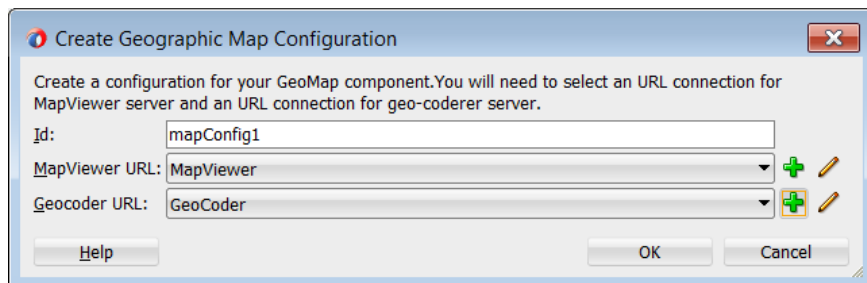 Create Geographic Map Configuration
Create a configuration for your GeoMap component.You will need to select an URL connection for
MapViewer server and an URL connection for geo-coderer server.
Id: mapConfig1
MapViewer URL: MapViewer
Geocoder URL: GeoCoder
Help OK Cancel